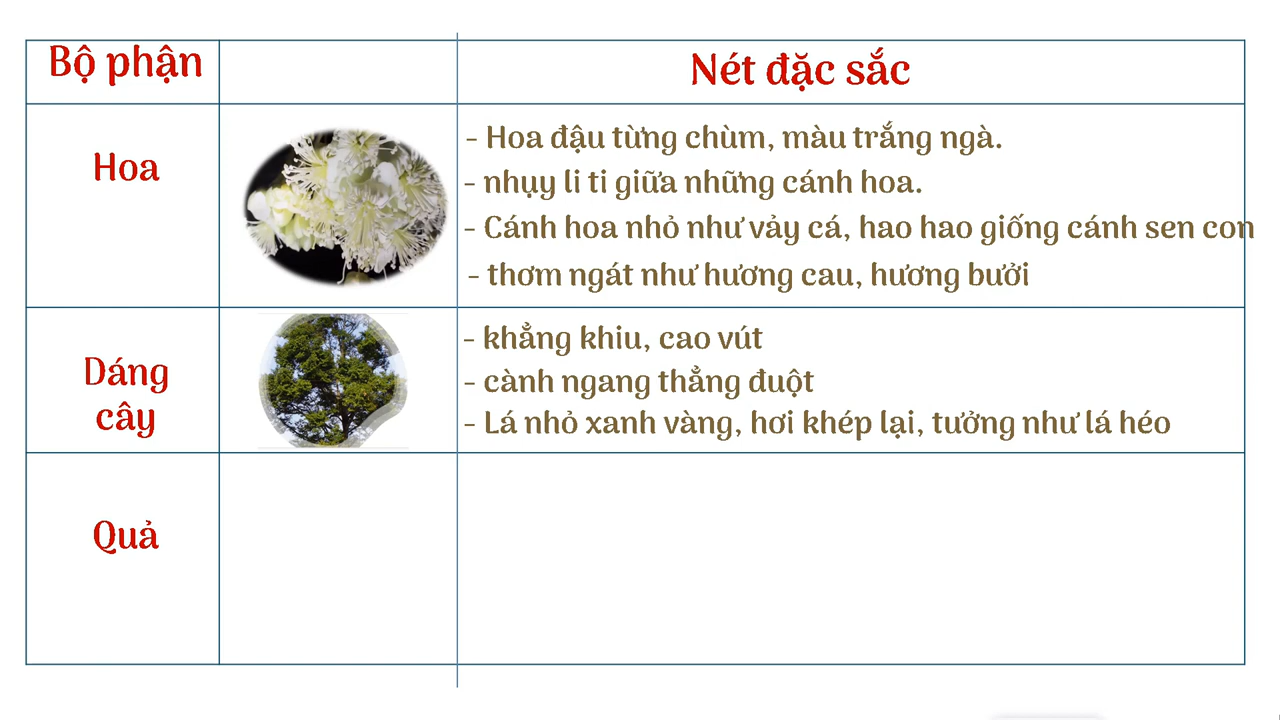 Bộ phận
Nét đặc sắc
Hoa
- Hoa đậu từng chùm, màu trắng ngà.
- nhụy li ti giữa những cánh hoa.
- Cánh hoa nhỏ như vảy cá, hao hao giống cánh sen con
- thơm ngát như hương cau, hương bưởi
Dáng
cây
- khẳng khiu, cao vút
- cành ngang thẳng đuột
- Lá nhỏ xanh vàng, hơi khép lại, tưởng như lá héo
Quả